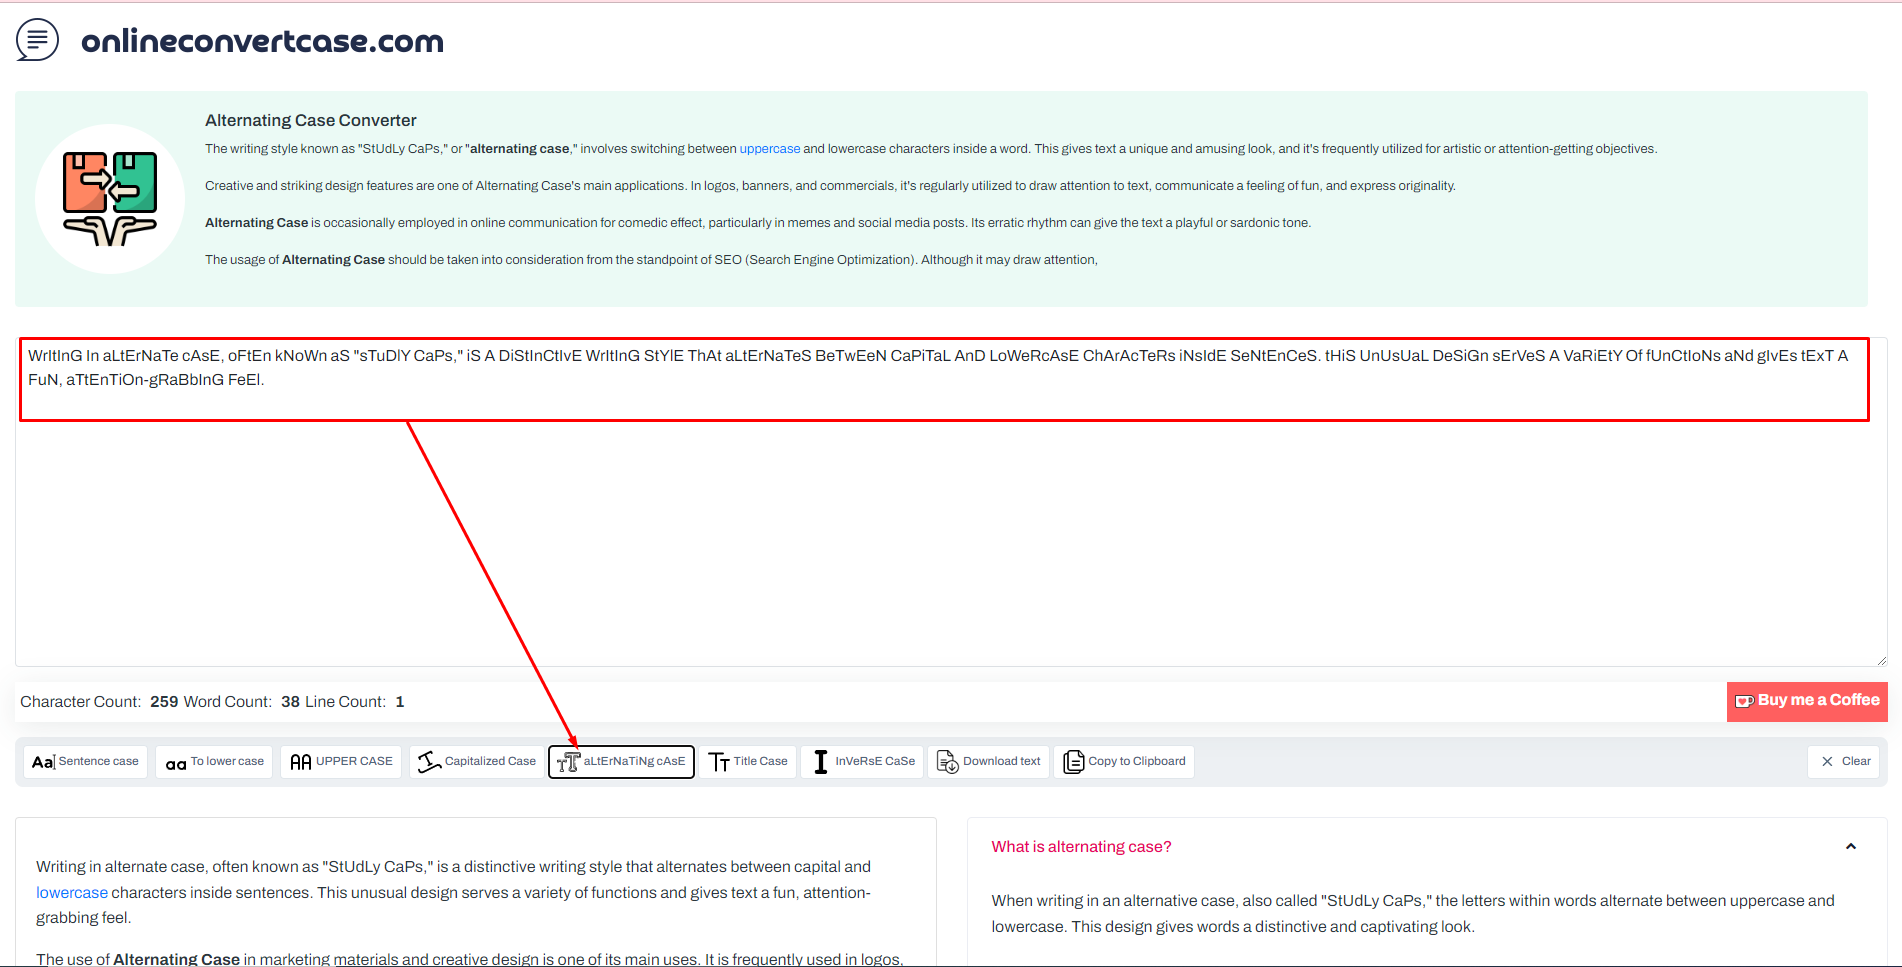 onlineconvertcase.com
Alternating Case Converter
The writing style known as "StUdLy CaPs," or "alternating case," involves switching between uppercase and lowercase characters inside a word. This gives text a unique and amusing look, and it's frequently utilized for artistic or attention-getting objectives.
Creative and striking design features are one of Alternating Case's main applications. In logos, banners, and commercials, it's regularly utilized to draw attention to text, communicate a feeling of fun, and express originality.
Alternating Case is occasionally employed in online communication for comedic effect, particularly in memes and social media posts. Its erratic rhythm can give the text a playful or sardonic tone.
The usage of Alternating Case should be taken into consideration from the standpoint of SEO (Search Engine Optimization). Although it may draw attention,
WrItInG In aLtErNaTe cAsE, oFtEn kNoWn aS "sTuDlY CaPs," iS A DiStInCtIvE WrItInG StYlE ThAt aLtErNaTeS BeTwEeN CaPiTaL AnD LoWeRcAsE ChArAcTeRs iNsIdE SeNtEnCeS. tHiS UnUsUaL DeSiGn sErVeS A VaRiEtY Of fUnCtIoNs aNd gIvEs tExT A
FuN, aTtEnTiOn-gRaBbInG FeEl.
Character Count: 259 Word Count: 38 Line Count: 1
Buy me a Coffee
Aa Sentence case
aa To lower case
AA UPPER CASE
Capitalized Case
TT aLtErNaTiNg cAsE
TT Title Case
I InVeRsE CaSe
Download text
Copy to Clipboard
Clear
Writing in alternate case, often known as "StUdLy CaPs," is a distinctive writing style that alternates between capital and
lowercase characters inside sentences. This unusual design serves a variety of functions and gives text a fun, attention-
grabbing feel.
The use of Alternating Case in marketing materials and creative design is one of its main uses. It is frequently used in logos,
What is alternating case?
When writing in an alternative case, also called "StUdLy CaPs," the letters within words alternate between uppercase and
lowercase. This design gives words a distinctive and captivating look.